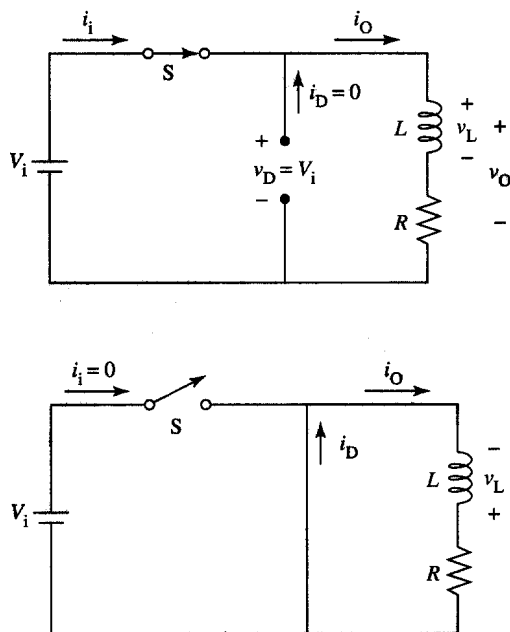 i_i
i_O
S
i_D = 0
+
L
v_L
+
V_i
+
v_D = V_i
−
−
v_O
R
−
i_i = 0
i_O
S
i_D
−
L
v_L
V_i
+
R